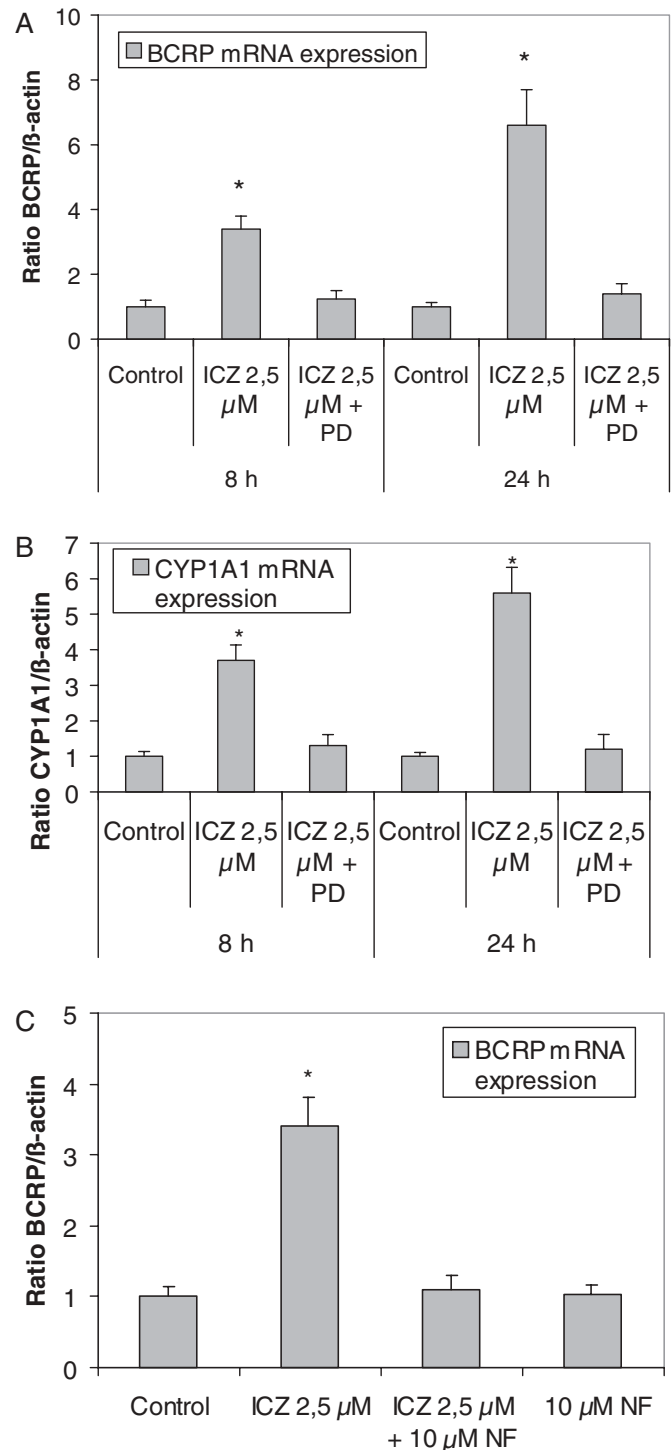 A
Ratio BCRP/ß-actin
10
8
6
4
2
0
BCRP mRNA expression
*
*
Control
ICZ 2,5
µM
ICZ 2,5
µM +
PD
Control
ICZ 2,5
µM
ICZ 2,5
µM +
PD
8 h
24 h
B
Ratio CYP1A1/ß-actin
7
6
5
4
3
2
1
0
CYP1A1 mRNA
expression
*
*
Control
ICZ 2,5
µM
ICZ 2,5
µM +
PD
Control
ICZ 2,5
µM
ICZ 2,5
µM +
PD
8 h
24 h
C
Ratio BCRP/ß-actin
5
4
3
2
1
0
BCRP mRNA
expression
*
Control
ICZ 2,5 µM
ICZ 2,5 µM
+ 10 µM NF
10 µM NF